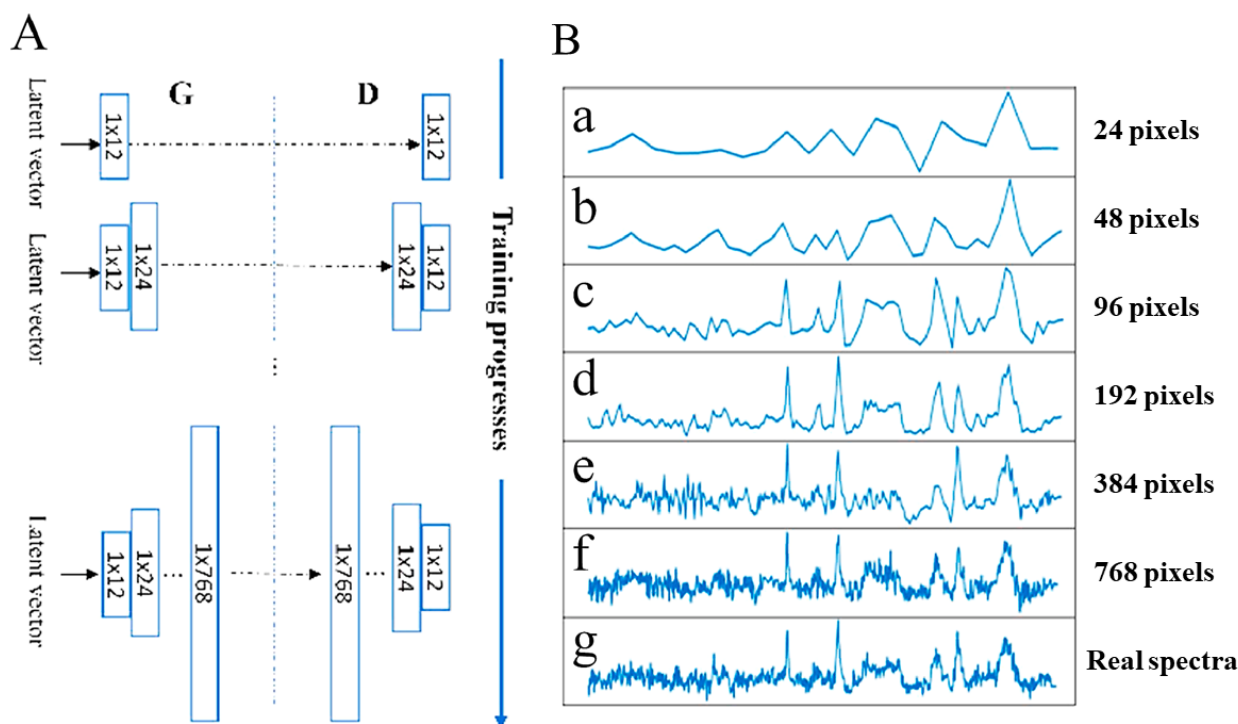 A
G
D
Latent vector
1x12
1x12
Latent vector
1x12
1x24
1x24
1x12
...
Latent vector
1x12
1x24
...
1x768
1x768
...
1x24
1x12
Training progresses
B
a
24 pixels
b
48 pixels
c
96 pixels
d
192 pixels
e
384 pixels
f
768 pixels
g
Real spectra